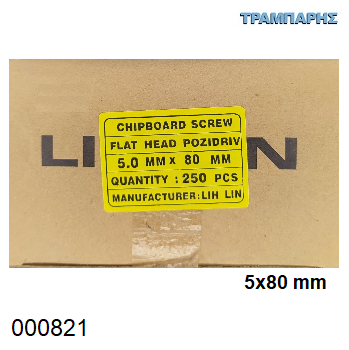 ΤΡΑΜΠΑΡΗΣ
CHIPBOARD SCREW
FLAT HEAD POZIDRIV
5.0 MM X 80 MM
QUANTITY : 250 PCS
MANUFACTURER: LIH LIN
5x80 mm
000821